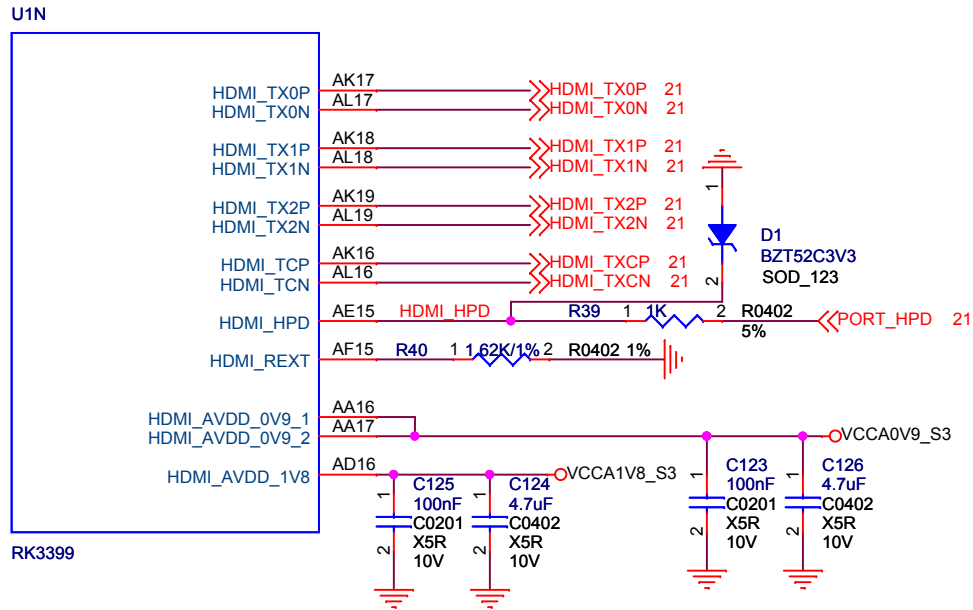 U1N
HDMI_TX0P AK17 HDMI_TX0P 21
HDMI_TX0N AL17 HDMI_TX0N 21
HDMI_TX1P AK18 HDMI_TX1P 21
HDMI_TX1N AL18 HDMI_TX1N 21
HDMI_TX2P AK19 HDMI_TX2P 21
HDMI_TX2N AL19 HDMI_TX2N 21
1
D1
BZT52C3V3
SOD_123
2
HDMI_TCP AK16 HDMI_TXCP 21
HDMI_TCN AL16 HDMI_TXCN 21
HDMI_HPD AE15 HDMI_HPD R39 1 1K 2 R0402 PORT_HPD 21
5%
HDMI_REXT AF15 R40 1 1.62K/1% 2 R0402 1%
HDMI_AVDD_0V9_1 AA16
HDMI_AVDD_0V9_2 AA17 VCCA0V9_S3
HDMI_AVDD_1V8 AD16 VCCA1V8_S3
1 C125
100nF
C0201
X5R
10V
2
1 C124
4.7uF
C0402
X5R
10V
2
1 C123
100nF
C0201
X5R
10V
2
1 C126
4.7uF
C0402
X5R
10V
2
RK3399